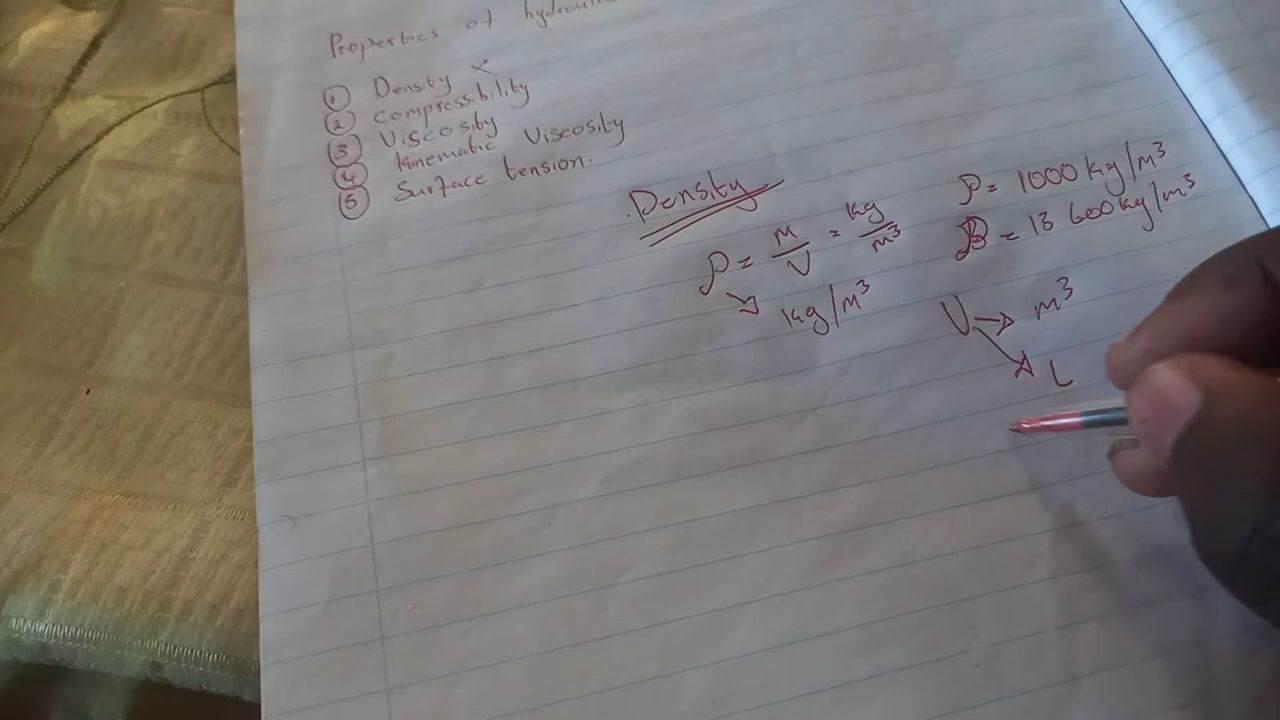 Properties of
① Density ×
② compressibility
③ Viscosity
④ Kinematic Viscosity
⑤ Surface tension.
Density
ρ = M/V = kg/m³
→ kg/m³
ρ = 1000 kg/m³
= 13 600 kg/m³
V → m³
→ L